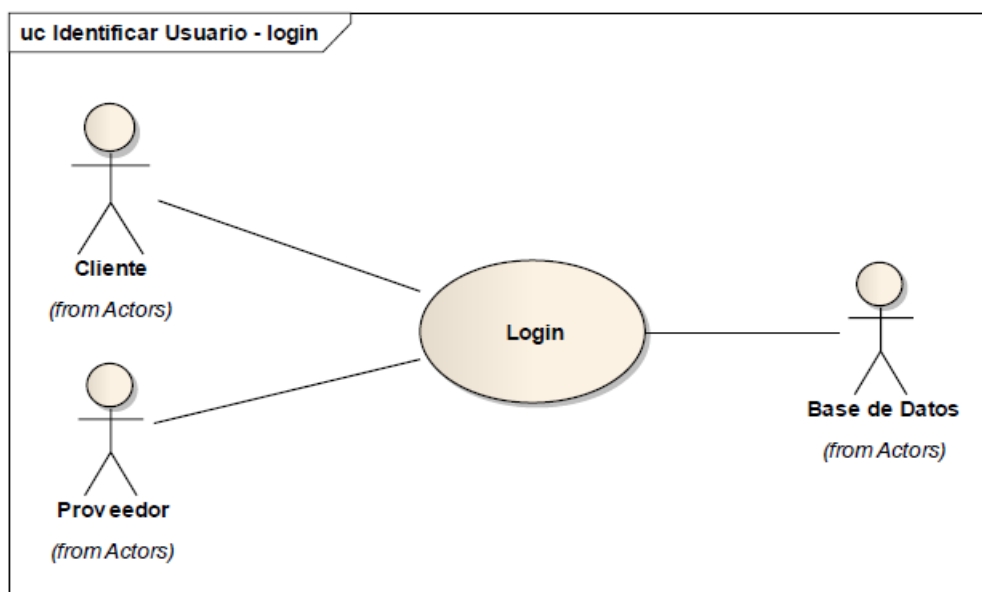 uc Identificar Usuario - login
Cliente
(from Actors)
Login
Base de Datos
(from Actors)
Proveedor
(from Actors)